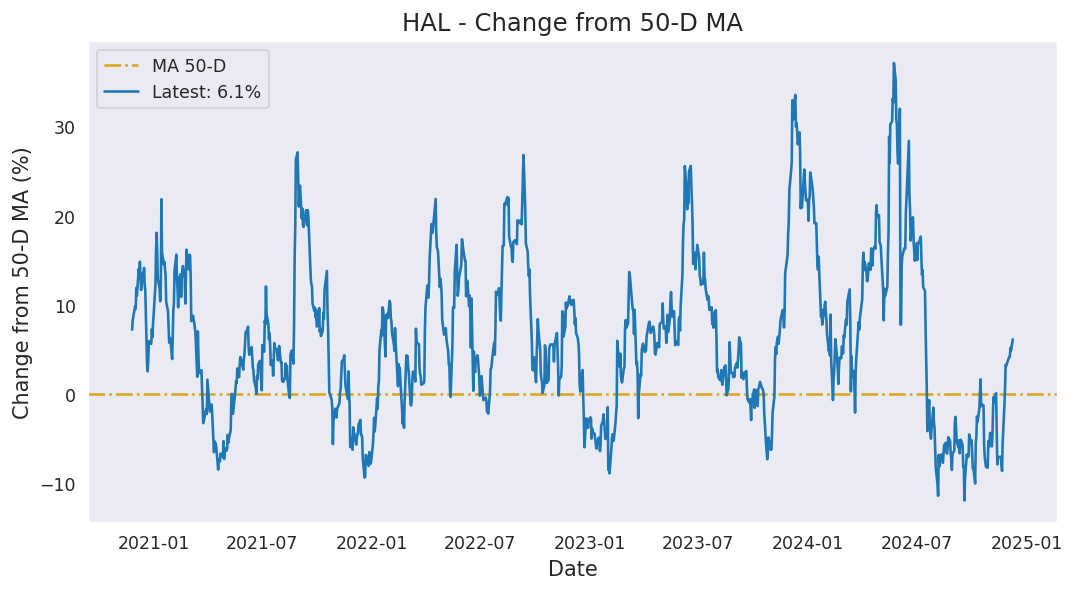 HAL - Change from 50-D MA
MA 50-D
Latest: 6.1%
Change from 50-D MA (%)
30
20
10
0
−10
2021-01 2021-07 2022-01 2022-07 2023-01 2023-07 2024-01 2024-07 2025-01
Date